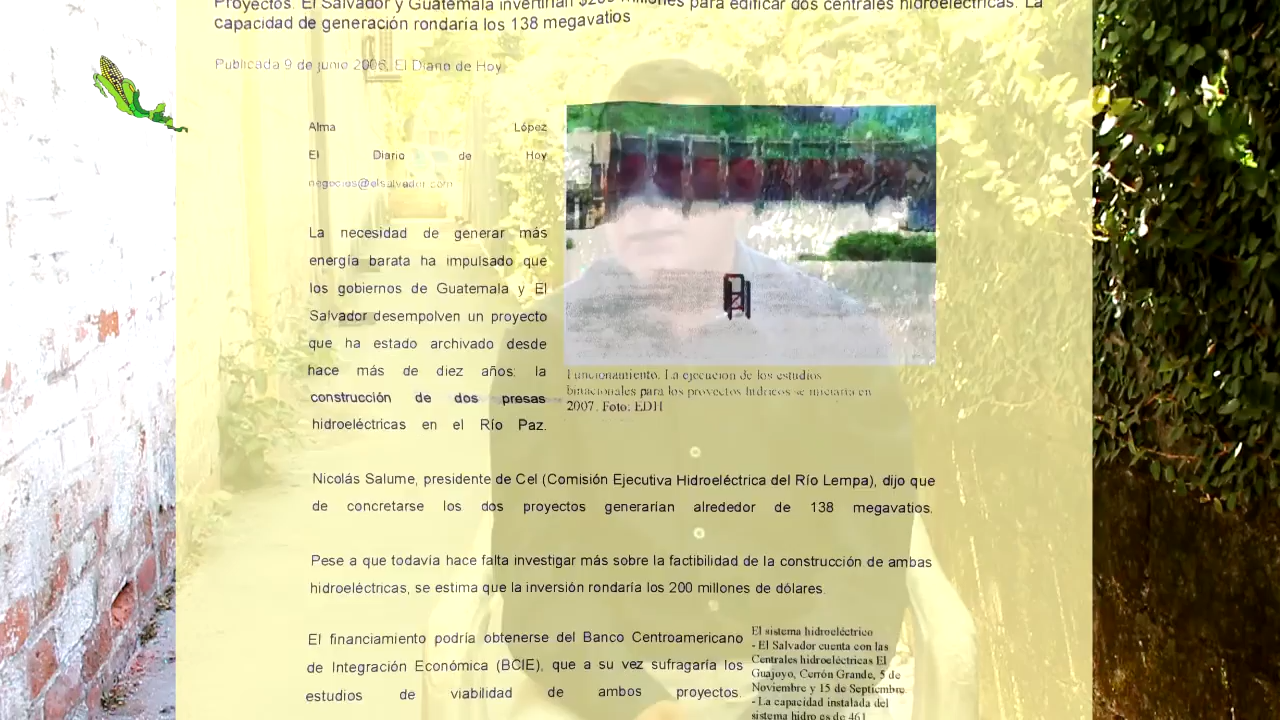 Proyectos. El Salvador y Guatemala invertirían $200 millones para edificar dos centrales hidroeléctricas. La
capacidad de generación rondaría los 138 megavatios
Publicada 9 de junio 2006, El Diario de Hoy
Alma López
El Diario de Hoy
negocios@elsalvador.com
La necesidad de generar más
energía barata ha impulsado que
los gobiernos de Guatemala y El
Salvador desempolven un proyecto
que ha estado archivado desde
hace más de diez años: la
construcción de dos presas
hidroeléctricas en el Río Paz.
Funcionamiento. La ejecución de los estudios
binacionales para los proyectos hídricos se iniciaría en
2007. Foto: EDH
Nicolás Salume, presidente de Cel (Comisión Ejecutiva Hidroeléctrica del Río Lempa), dijo que
de concretarse los dos proyectos generarían alrededor de 138 megavatios.
Pese a que todavía hace falta investigar más sobre la factibilidad de la construcción de ambas
hidroeléctricas, se estima que la inversión rondaría los 200 millones de dólares.
El financiamiento podría obtenerse del Banco Centroamericano
de Integración Económica (BCIE), que a su vez sufragaría los
estudios de viabilidad de ambos proyectos.
El sistema hidroeléctrico
- El Salvador cuenta con las
Centrales hidroeléctricas El
Guajoyo, Cerrón Grande, 5 de
Noviembre y 15 de Septiembre.
- La capacidad instalada del
sistema hidro es de 461